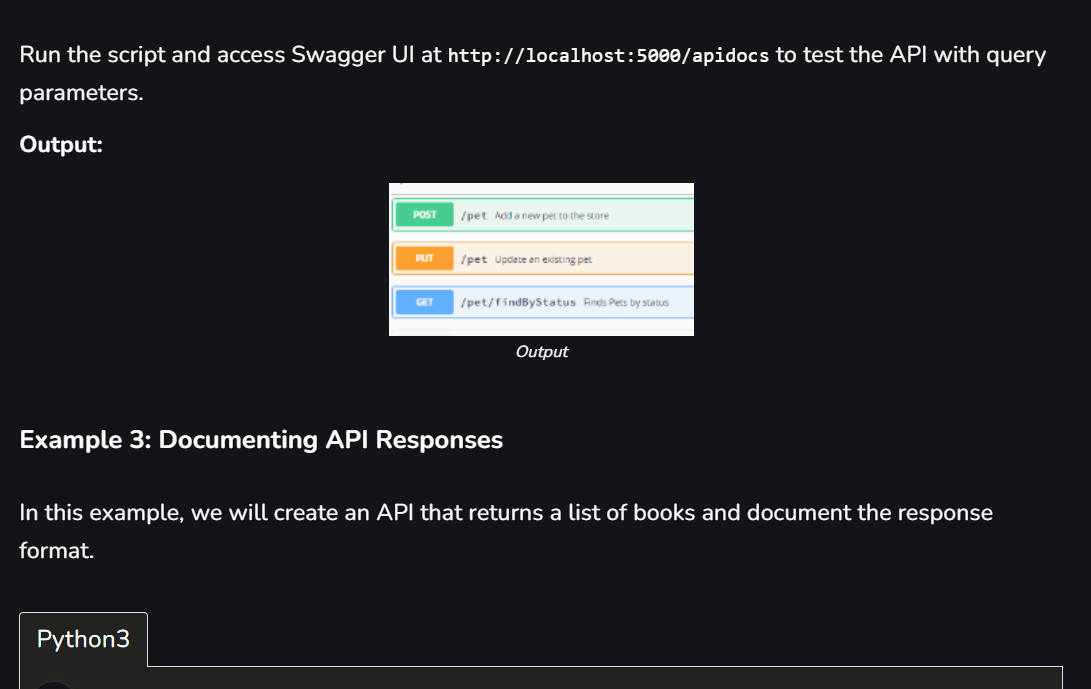 Run the script and access Swagger UI at http://localhost:5000/apidocs to test the API with query
parameters.
Output:
POST /pet Add a new pet to the store
PUT /pet Update an existing pet
GET /pet/findByStatus Finds Pets by status
Output
Example 3: Documenting API Responses
In this example, we will create an API that returns a list of books and document the response
format.
Python3